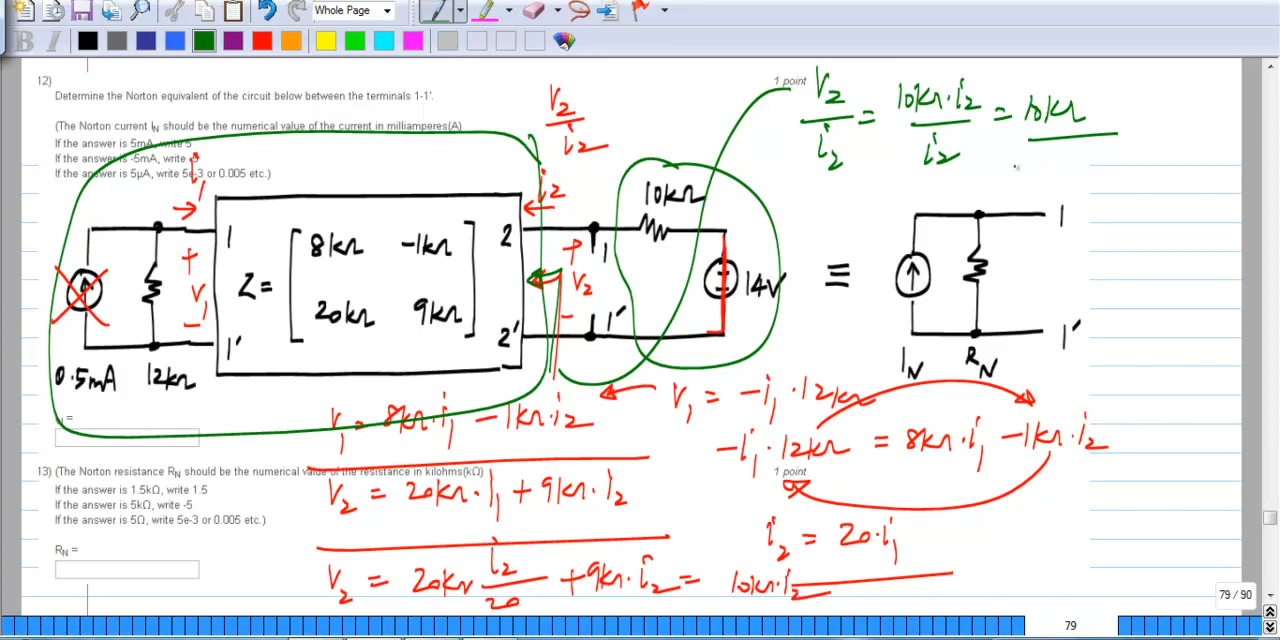 Whole Page
12)
1 point
Determine the Norton equivalent of the circuit below between the terminals 1-1'.
(The Norton current IN should be the numerical value of the current in milliamperes(A)
If the answer is 5mA, write 5
If the answer is -5mA, write
If the answer is 5µA, write 5e-3 or 0.005 etc.)
V2/i2
V2/i2 = 10kΩ·i2/i2 = 10kΩ
i1
i2
10kΩ
1
8kΩ -1kΩ
2
1
1
+ V1 -
Z =
+ V2 -
14V
≡
20kΩ 9kΩ
1'
2'
1'
1'
0.5mA 12kΩ
IN RN
=
V1 = 8kΩ·i1 - 1kΩ·i2
V1 = -i1·12kΩ
-i1·12kΩ = 8kΩ·i1 - 1kΩ·i2
13) (The Norton resistance RN should be the numerical value of the resistance in kilohms(kΩ)
1 point
If the answer is 1.5kΩ, write 1.5
If the answer is 5kΩ, write -5
If the answer is 5Ω, write 5e-3 or 0.005 etc.)
V2 = 20kΩ·i1 + 9kΩ·i2
i2 = 20·i1
RN =
V2 = 20kΩ i2/20 + 9kΩ·i2 = 10kΩ·i2
79 / 90
79